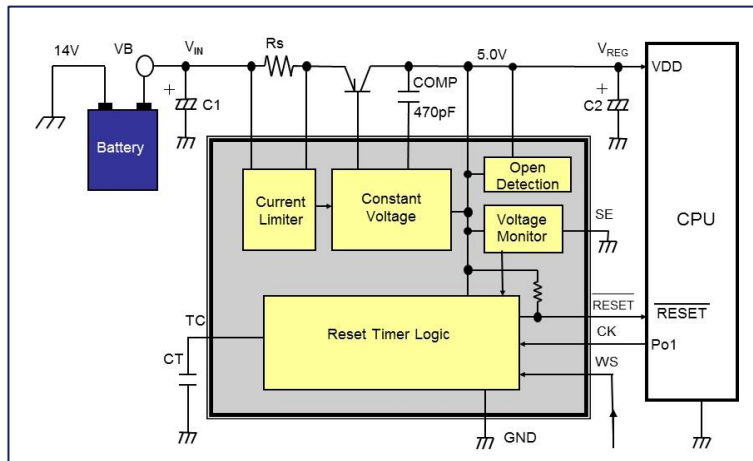 14V
VB
VIN
Rs
5.0V
VREG
VDD
+
C1
COMP
470pF
+
C2
Battery
Current
Limiter
Constant
Voltage
Open
Detection
Voltage
Monitor
SE
CPU
RESET
RESET
TC
Reset Timer Logic
CK
Po1
CT
WS
GND